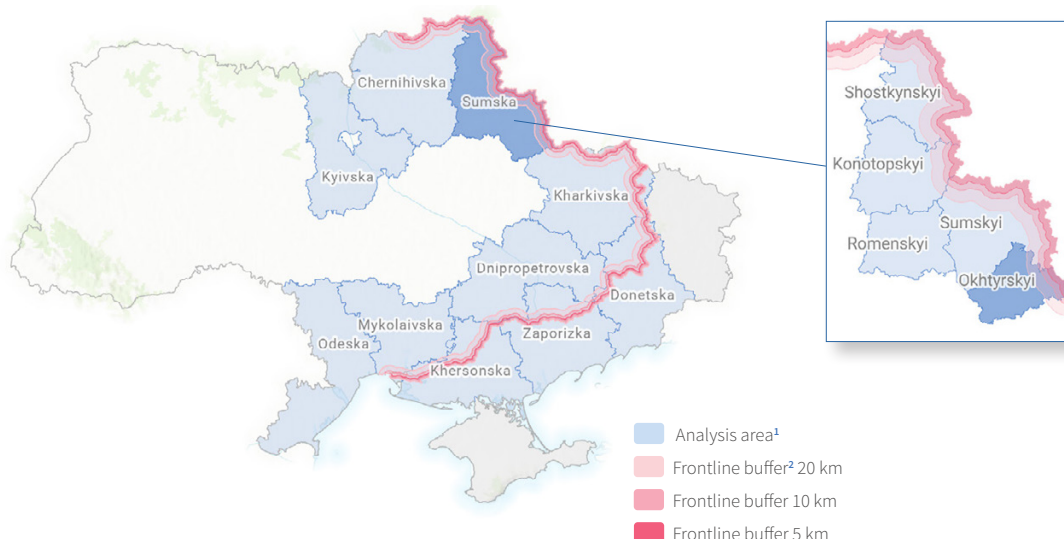 Chernihivska
Sumska
Kyivska
Kharkivska
Dnipropetrovska
Donetska
Mykolaivska
Zaporizka
Odeska
Khersonska
Shostkynskyi
Konotopskyi
Sumskyi
Romenskyi
Okhtyrskyi
Analysis area¹
Frontline buffer² 20 km
Frontline buffer 10 km
Frontline buffer 5 km